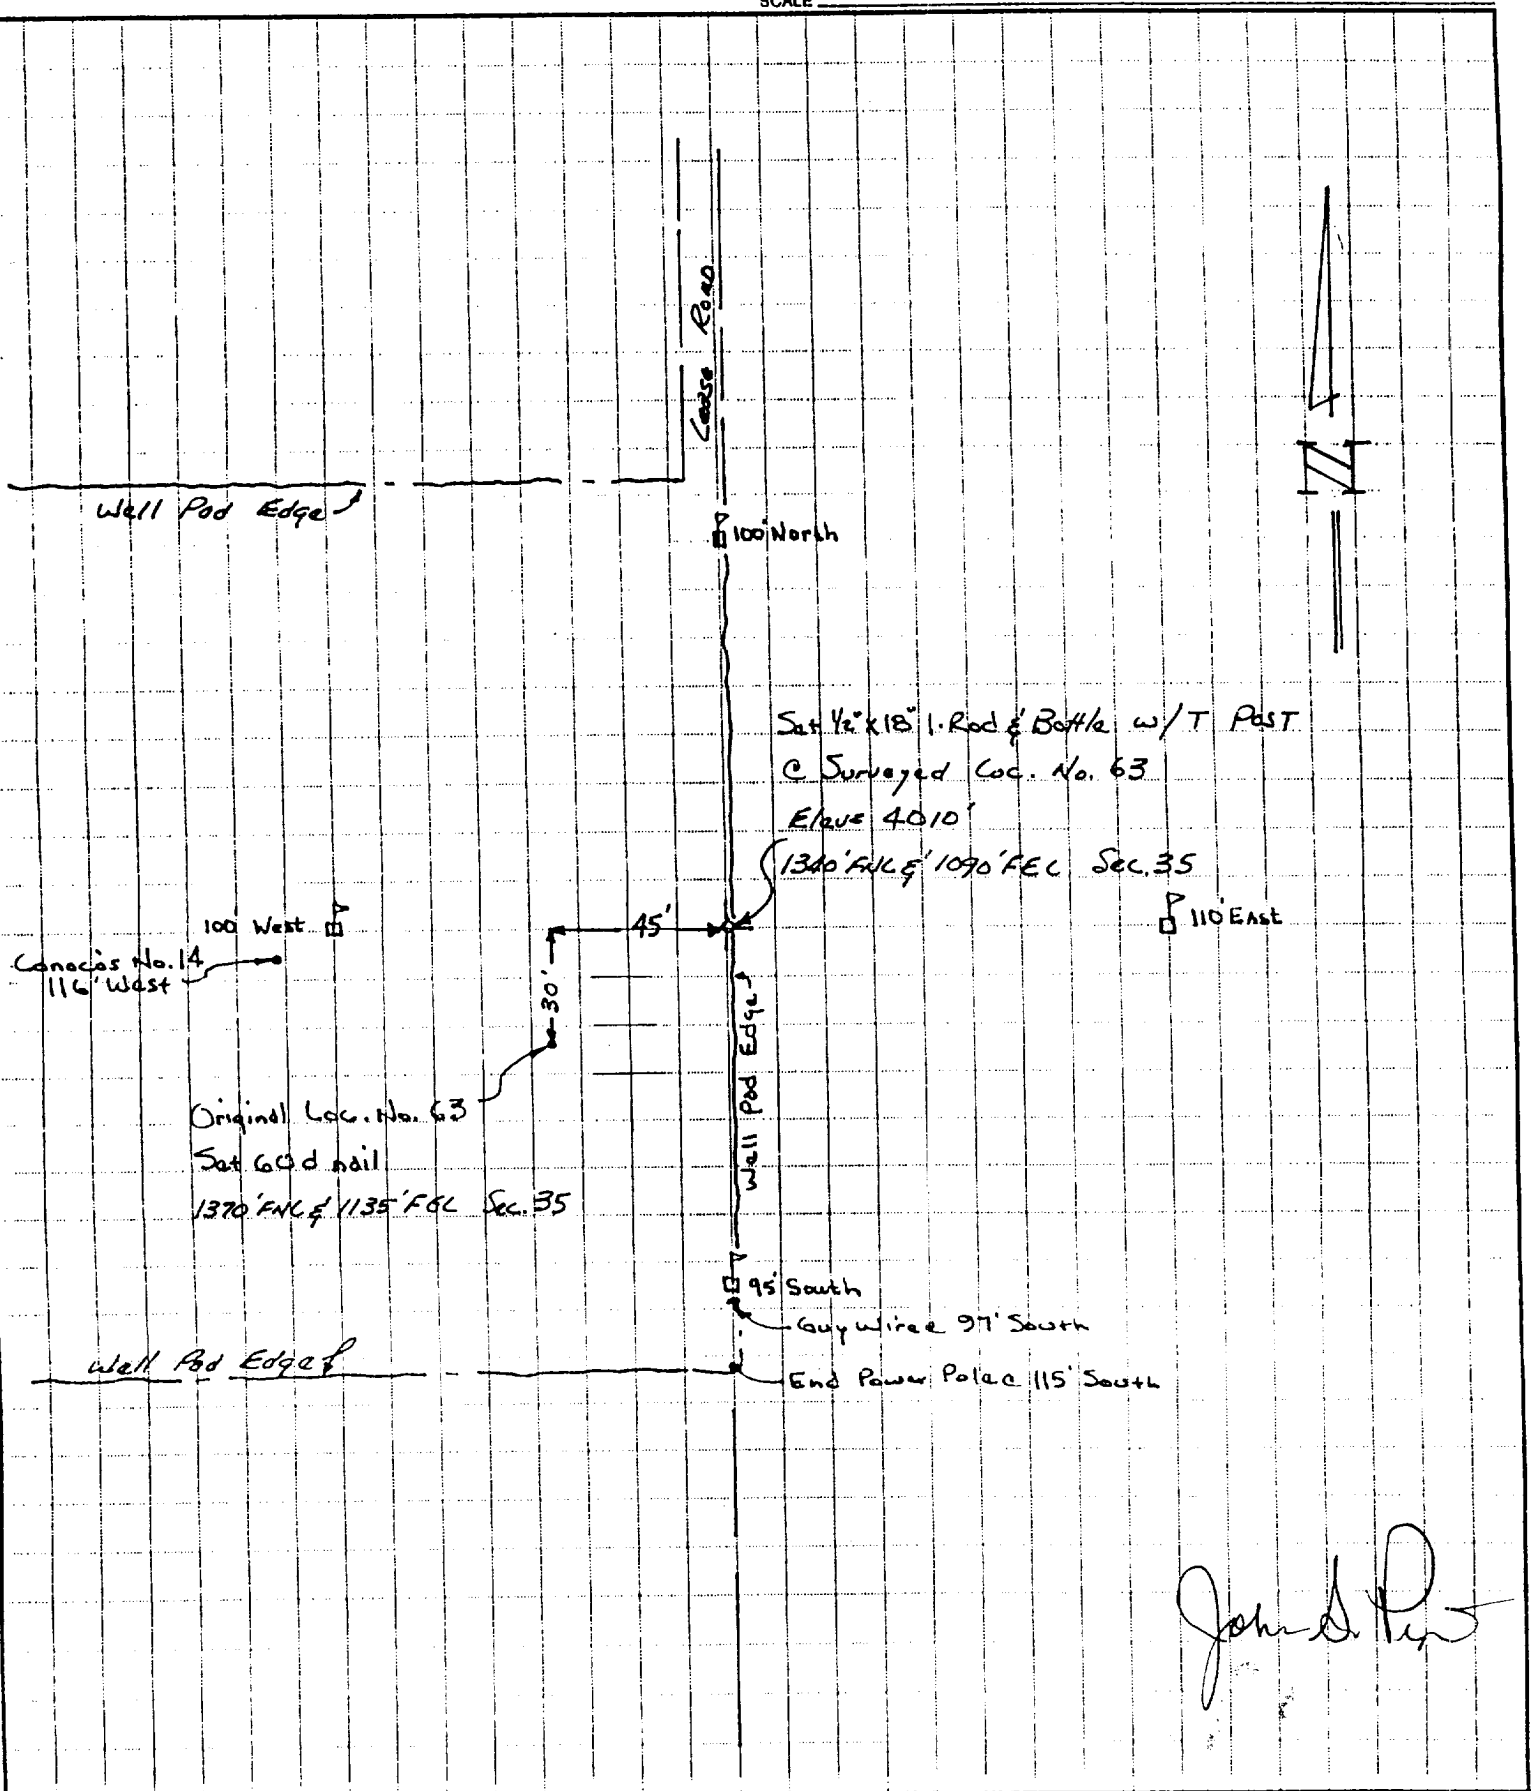 SCALE
Lease Road
Well Pad Edge
100' North
N
Set ½" x 18" I. Rod & Bottle w/ T Post
@ Surveyed Loc. No. 63
Elev= 4010'
1340' FNL & 1090' FEL Sec. 35
100 West
45'
110' East
Conoco's No. 14
116' West
30'
Well Pad Edge
Original Loc. No. 63
Set 60 d nail
1370' FNL & 1135' FEL Sec. 35
95' South
Guy Wire @ 97' South
Well Pad Edge
End Power Pole @ 115' South
John